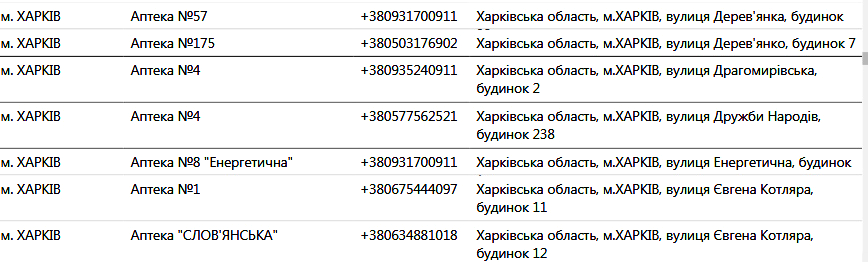 м. ХАРКІВ Аптека №57 +380931700911 Харківська область, м.ХАРКІВ, вулиця Дерев'янка, будинок
м. ХАРКІВ Аптека №175 +380503176902 Харківська область, м.ХАРКІВ, вулиця Дерев'янко, будинок 7
м. ХАРКІВ Аптека №4 +380935240911 Харківська область, м.ХАРКІВ, вулиця Драгомирівська,
будинок 2
м. ХАРКІВ Аптека №4 +380577562521 Харківська область, м.ХАРКІВ, вулиця Дружби Народів,
будинок 238
м. ХАРКІВ Аптека №8 "Енергетична" +380931700911 Харківська область, м.ХАРКІВ, вулиця Енергетична, будинок
м. ХАРКІВ Аптека №1 +380675444097 Харківська область, м.ХАРКІВ, вулиця Євгена Котляра,
будинок 11
м. ХАРКІВ Аптека "СЛОВ'ЯНСЬКА" +380634881018 Харківська область, м.ХАРКІВ, вулиця Євгена Котляра,
будинок 12